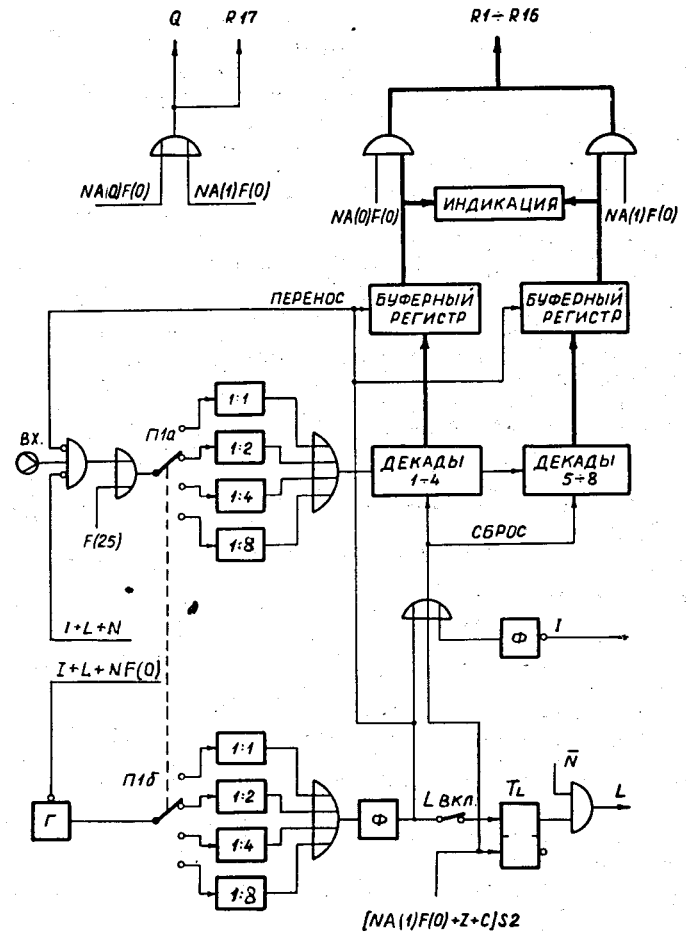 Q R17 R1÷R16
NA(0)F(0) NA(1)F(0)
NA(0)F(0) ИНДИКАЦИЯ NA(1)F(0)
ПЕРЕНОС
БУФЕРНЫЙ
РЕГИСТР
БУФЕРНЫЙ
РЕГИСТР
ВХ.
П1а
1:1
1:2
1:4
1:8
ДЕКАДЫ
1÷4
ДЕКАДЫ
5÷8
F(25)
СБРОС
I+L+N
Ф I
I+L+NF(0)
П1б
1:1
1:2
1:4
1:8
Г
Ф
L ВКЛ.
TL
N̅
L
[NA(1)F(0)+Z+C]S2